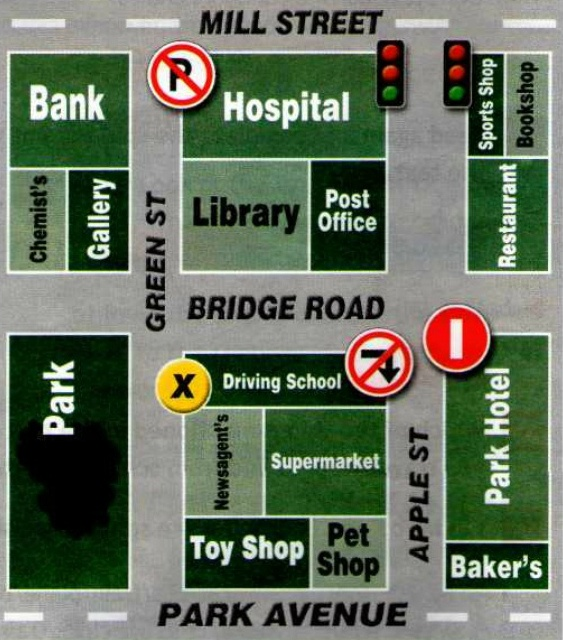 MILL STREET
P
Bank
Hospital
Sports Shop
Bookshop
Chemist's
Gallery
GREEN ST
Library
Post
Office
Restaurant
BRIDGE ROAD
Park
X
Driving School
Newsagent's
Supermarket
APPLE ST
Park Hotel
Toy Shop
Pet
Shop
Baker's
PARK AVENUE